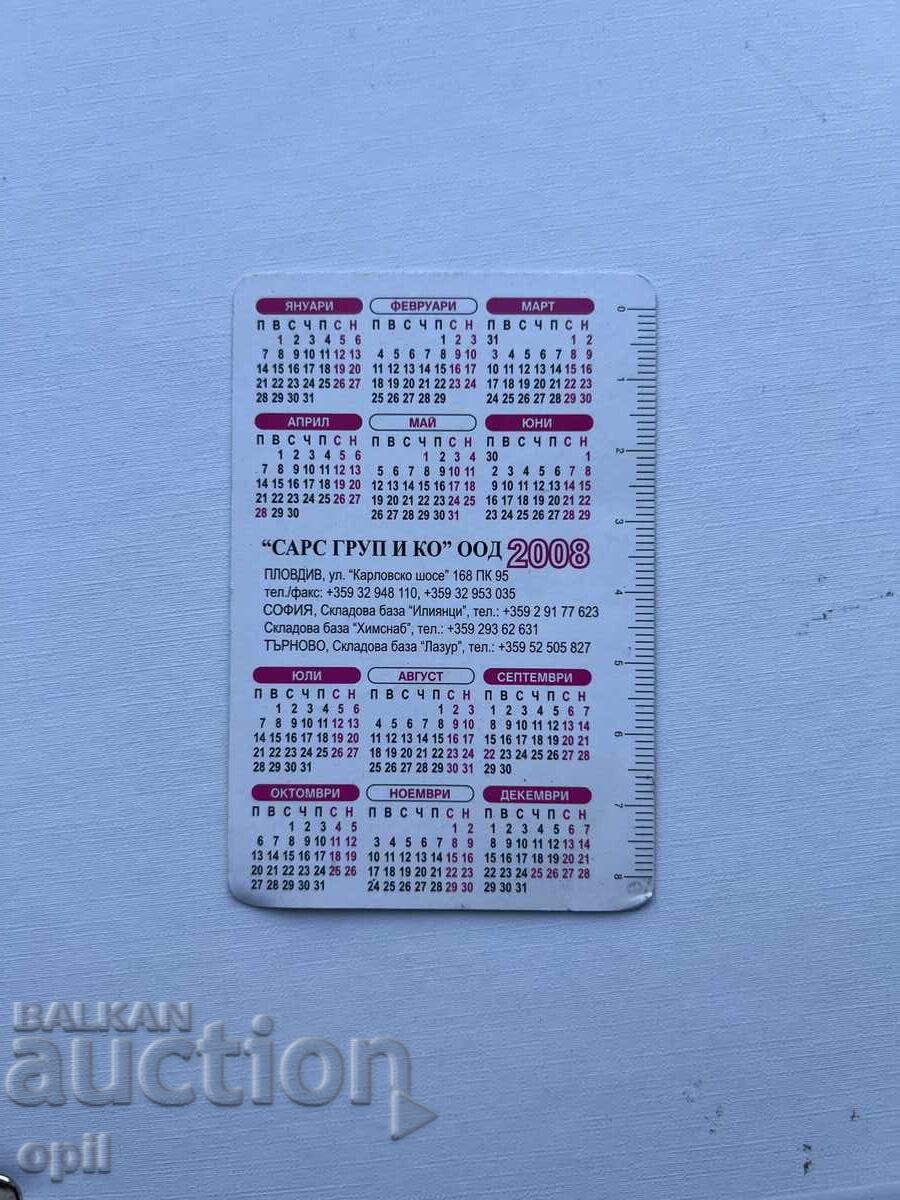 ЯНУАРИ ФЕВРУАРИ МАРТ
П В С Ч П С Н П В С Ч П С Н П В С Ч П С Н
1 2 3 4 5 6 1 2 3 31 1 2
7 8 9 10 11 12 13 4 5 6 7 8 9 10 3 4 5 6 7 8 9
14 15 16 17 18 19 20 11 12 13 14 15 16 17 10 11 12 13 14 15 16
21 22 23 24 25 26 27 18 19 20 21 22 23 24 17 18 19 20 21 22 23
28 29 30 31 25 26 27 28 29 24 25 26 27 28 29 30
АПРИЛ МАЙ ЮНИ
П В С Ч П С Н П В С Ч П С Н П В С Ч П С Н
1 2 3 4 5 6 1 2 3 4 30 1
7 8 9 10 11 12 13 5 6 7 8 9 10 11 2 3 4 5 6 7 8
14 15 16 17 18 19 20 12 13 14 15 16 17 18 9 10 11 12 13 14 15
21 22 23 24 25 26 27 19 20 21 22 23 24 25 16 17 18 19 20 21 22
28 29 30 26 27 28 29 30 31 23 24 25 26 27 28 29
"САРС ГРУП И КО" ООД 2008
ПЛОВДИВ, ул. "Карловско шосе" 168 ПК 95
тел./факс: +359 32 948 110, +359 32 953 035
СОФИЯ, Складова база "Илиянци", тел.: +359 2 91 77 623
Складова база "Химснаб", тел.: +359 293 62 631
ТЪРНОВО, Складова база "Лазур", тел.: +359 52 505 827
ЮЛИ АВГУСТ СЕПТЕМВРИ
П В С Ч П С Н П В С Ч П С Н П В С Ч П С Н
1 2 3 4 5 6 1 2 3 1 2 3 4 5 6 7
7 8 9 10 11 12 13 4 5 6 7 8 9 10 8 9 10 11 12 13 14
14 15 16 17 18 19 20 11 12 13 14 15 16 17 15 16 17 18 19 20 21
21 22 23 24 25 26 27 18 19 20 21 22 23 24 22 23 24 25 26 27 28
28 29 30 31 25 26 27 28 29 30 31 29 30
ОКТОМВРИ НОЕМВРИ ДЕКЕМВРИ
П В С Ч П С Н П В С Ч П С Н П В С Ч П С Н
1 2 3 4 5 1 2 1 2 3 4 5 6 7
6 7 8 9 10 11 12 3 4 5 6 7 8 9 8 9 10 11 12 13 14
13 14 15 16 17 18 19 10 11 12 13 14 15 16 15 16 17 18 19 20 21
20 21 22 23 24 25 26 17 18 19 20 21 22 23 22 23 24 25 26 27 28
27 28 29 30 31 24 25 26 27 28 29 30 29 30 31
0
1
2
3
4
5
6
7
8
BALKAN
auction
opil